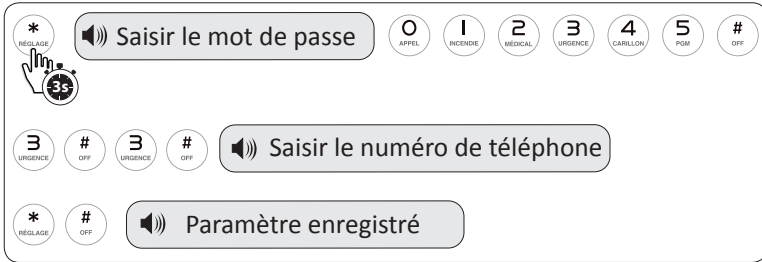 * RÉGLAGE 3s Saisir le mot de passe 0 APPEL 1 INCENDIE 2 MÉDICAL 3 URGENCE 4 CARILLON 5 PGM # OFF
3 URGENCE # OFF 3 URGENCE # OFF Saisir le numéro de téléphone
* RÉGLAGE # OFF Paramètre enregistré